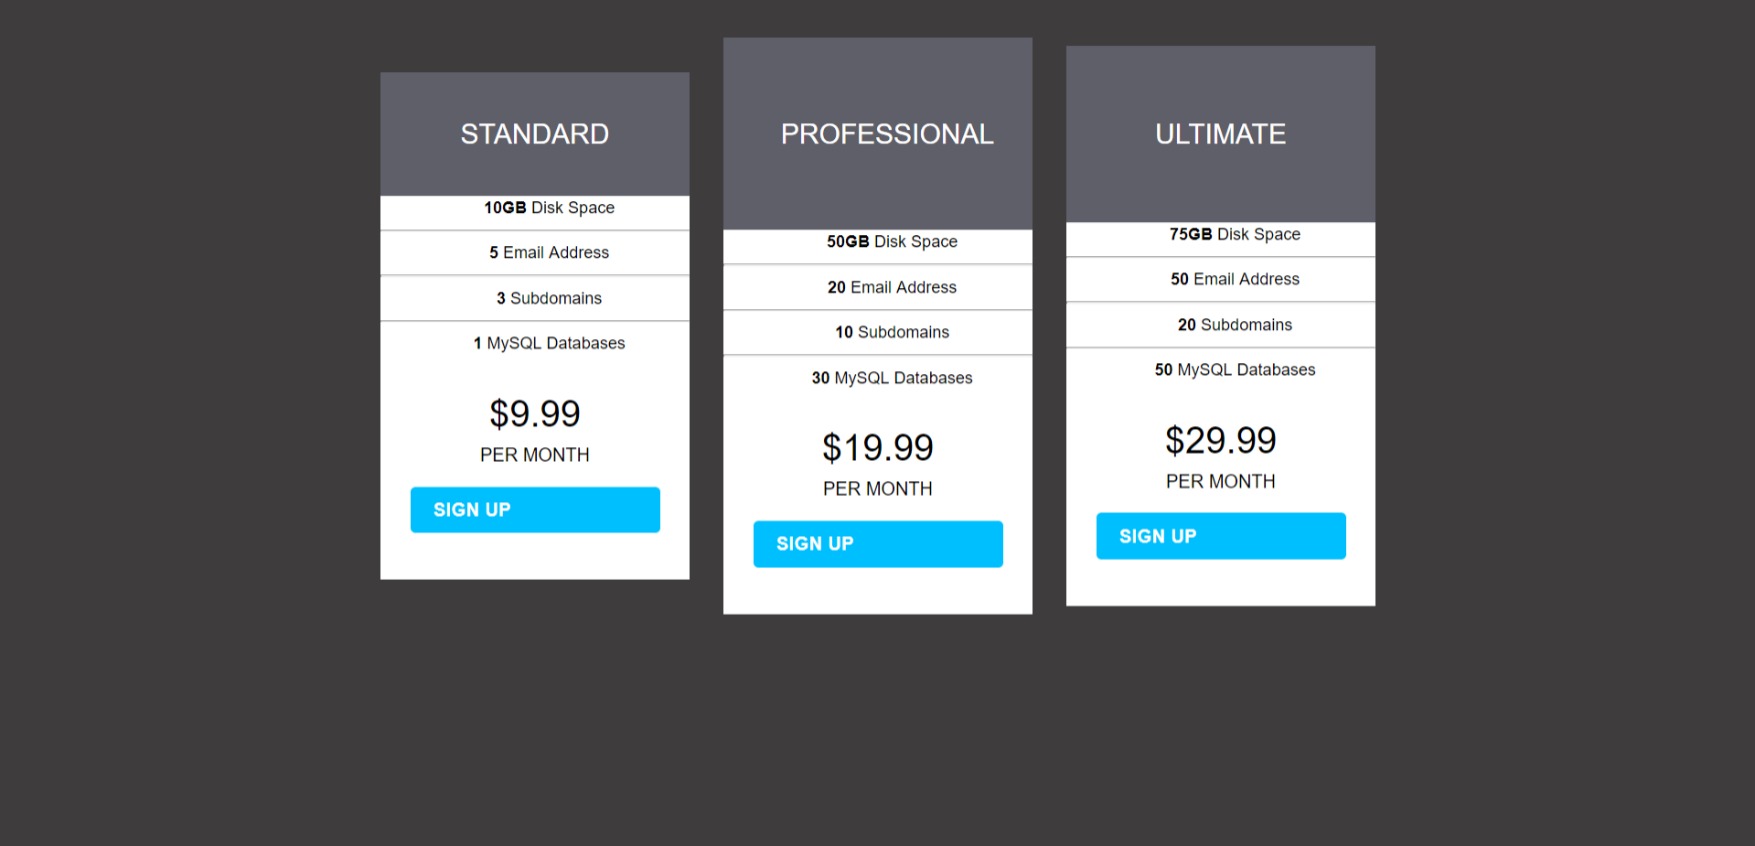 STANDARD
10GB Disk Space
5 Email Address
3 Subdomains
1 MySQL Databases
$9.99
PER MONTH
SIGN UP
PROFESSIONAL
50GB Disk Space
20 Email Address
10 Subdomains
30 MySQL Databases
$19.99
PER MONTH
SIGN UP
ULTIMATE
75GB Disk Space
50 Email Address
20 Subdomains
50 MySQL Databases
$29.99
PER MONTH
SIGN UP